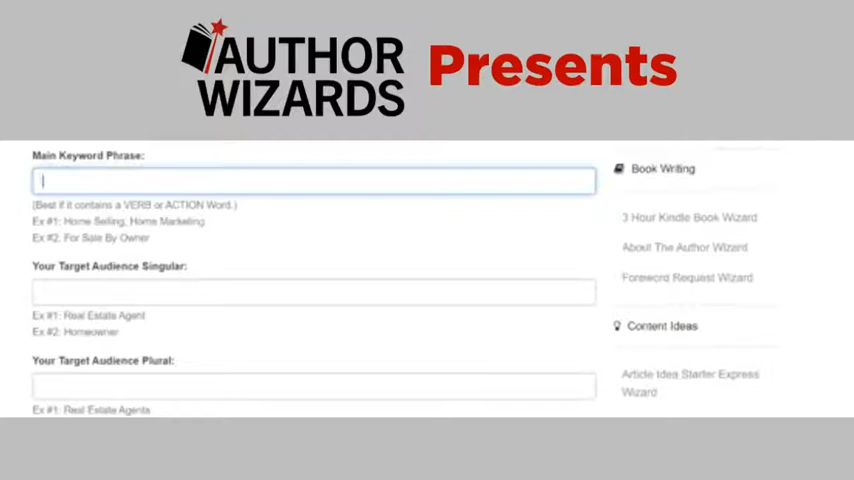 AUTHOR
WIZARDS
Presents
Main Keyword Phrase:
(Best if it contains a VERB or ACTION Word.)
Ex #1: Home Selling, Home Marketing
Ex #2: For Sale By Owner
Your Target Audience Singular:
Ex #1: Real Estate Agent
Ex #2: Homeowner
Your Target Audience Plural:
Ex #1: Real Estate Agents
Book Writing
3 Hour Kindle Book Wizard
About The Author Wizard
Foreword Request Wizard
Content Ideas
Article Idea Starter Express
Wizard